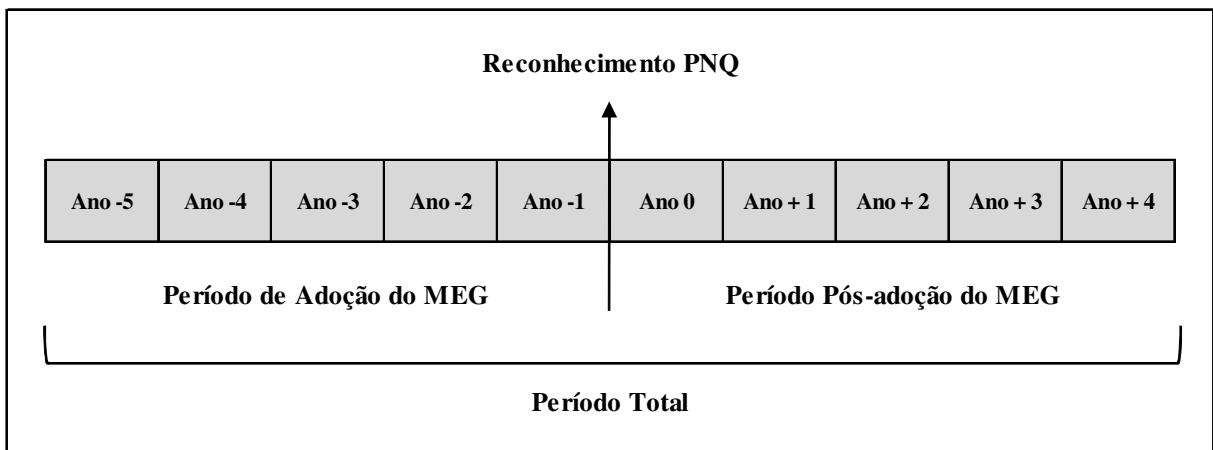 Reconhecimento PNQ
Ano -5 Ano -4 Ano -3 Ano -2 Ano -1 Ano 0 Ano + 1 Ano + 2 Ano + 3 Ano + 4
Período de Adoção do MEG Período Pós-adoção do MEG
Período Total